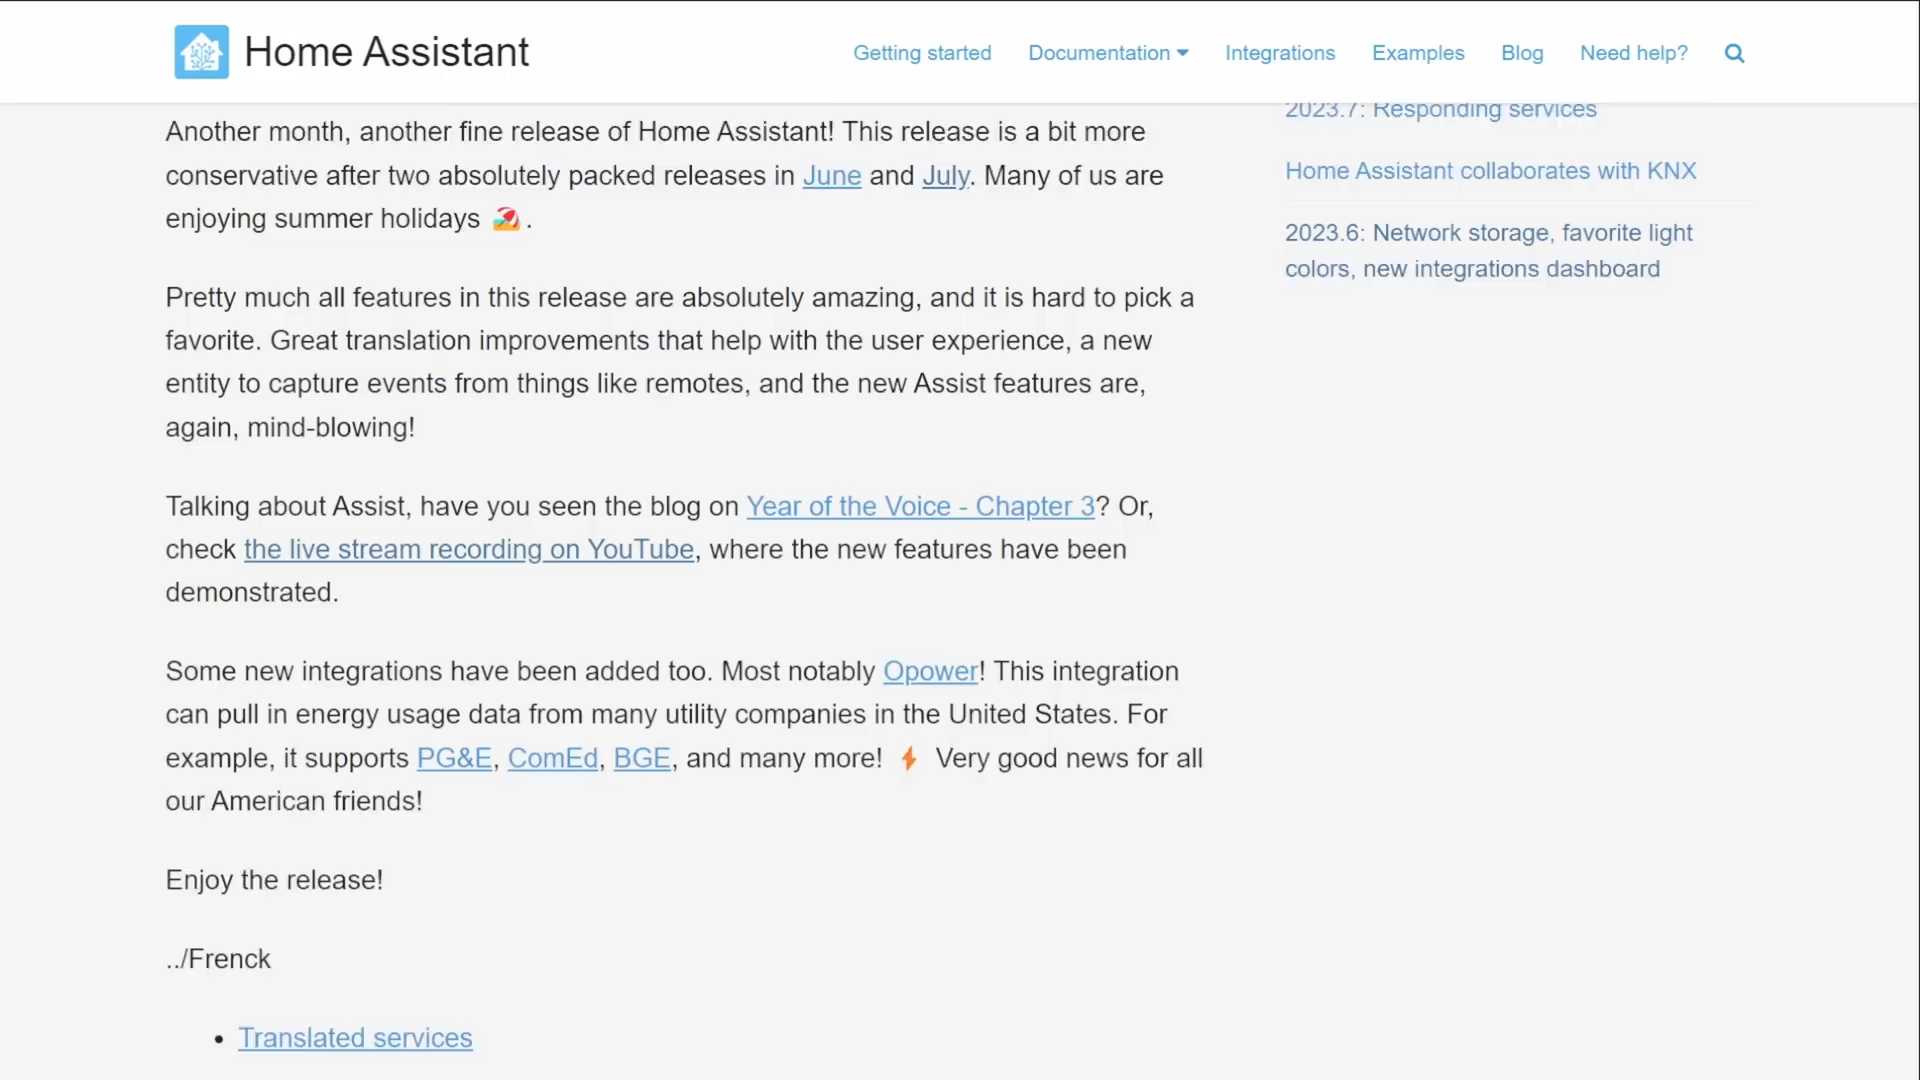 Home Assistant
Getting started Documentation Integrations Examples Blog Need help?
Another month, another fine release of Home Assistant! This release is a bit more
conservative after two absolutely packed releases in June and July. Many of us are
enjoying summer holidays 🏖️.
Pretty much all features in this release are absolutely amazing, and it is hard to pick a
favorite. Great translation improvements that help with the user experience, a new
entity to capture events from things like remotes, and the new Assist features are,
again, mind-blowing!
Talking about Assist, have you seen the blog on Year of the Voice - Chapter 3? Or,
check the live stream recording on YouTube, where the new features have been
demonstrated.
Some new integrations have been added too. Most notably Opower! This integration
can pull in energy usage data from many utility companies in the United States. For
example, it supports PG&E, ComEd, BGE, and many more! ⚡ Very good news for all
our American friends!
Enjoy the release!
../Frenck
• Translated services
2023.7: Responding services
Home Assistant collaborates with KNX
2023.6: Network storage, favorite light
colors, new integrations dashboard